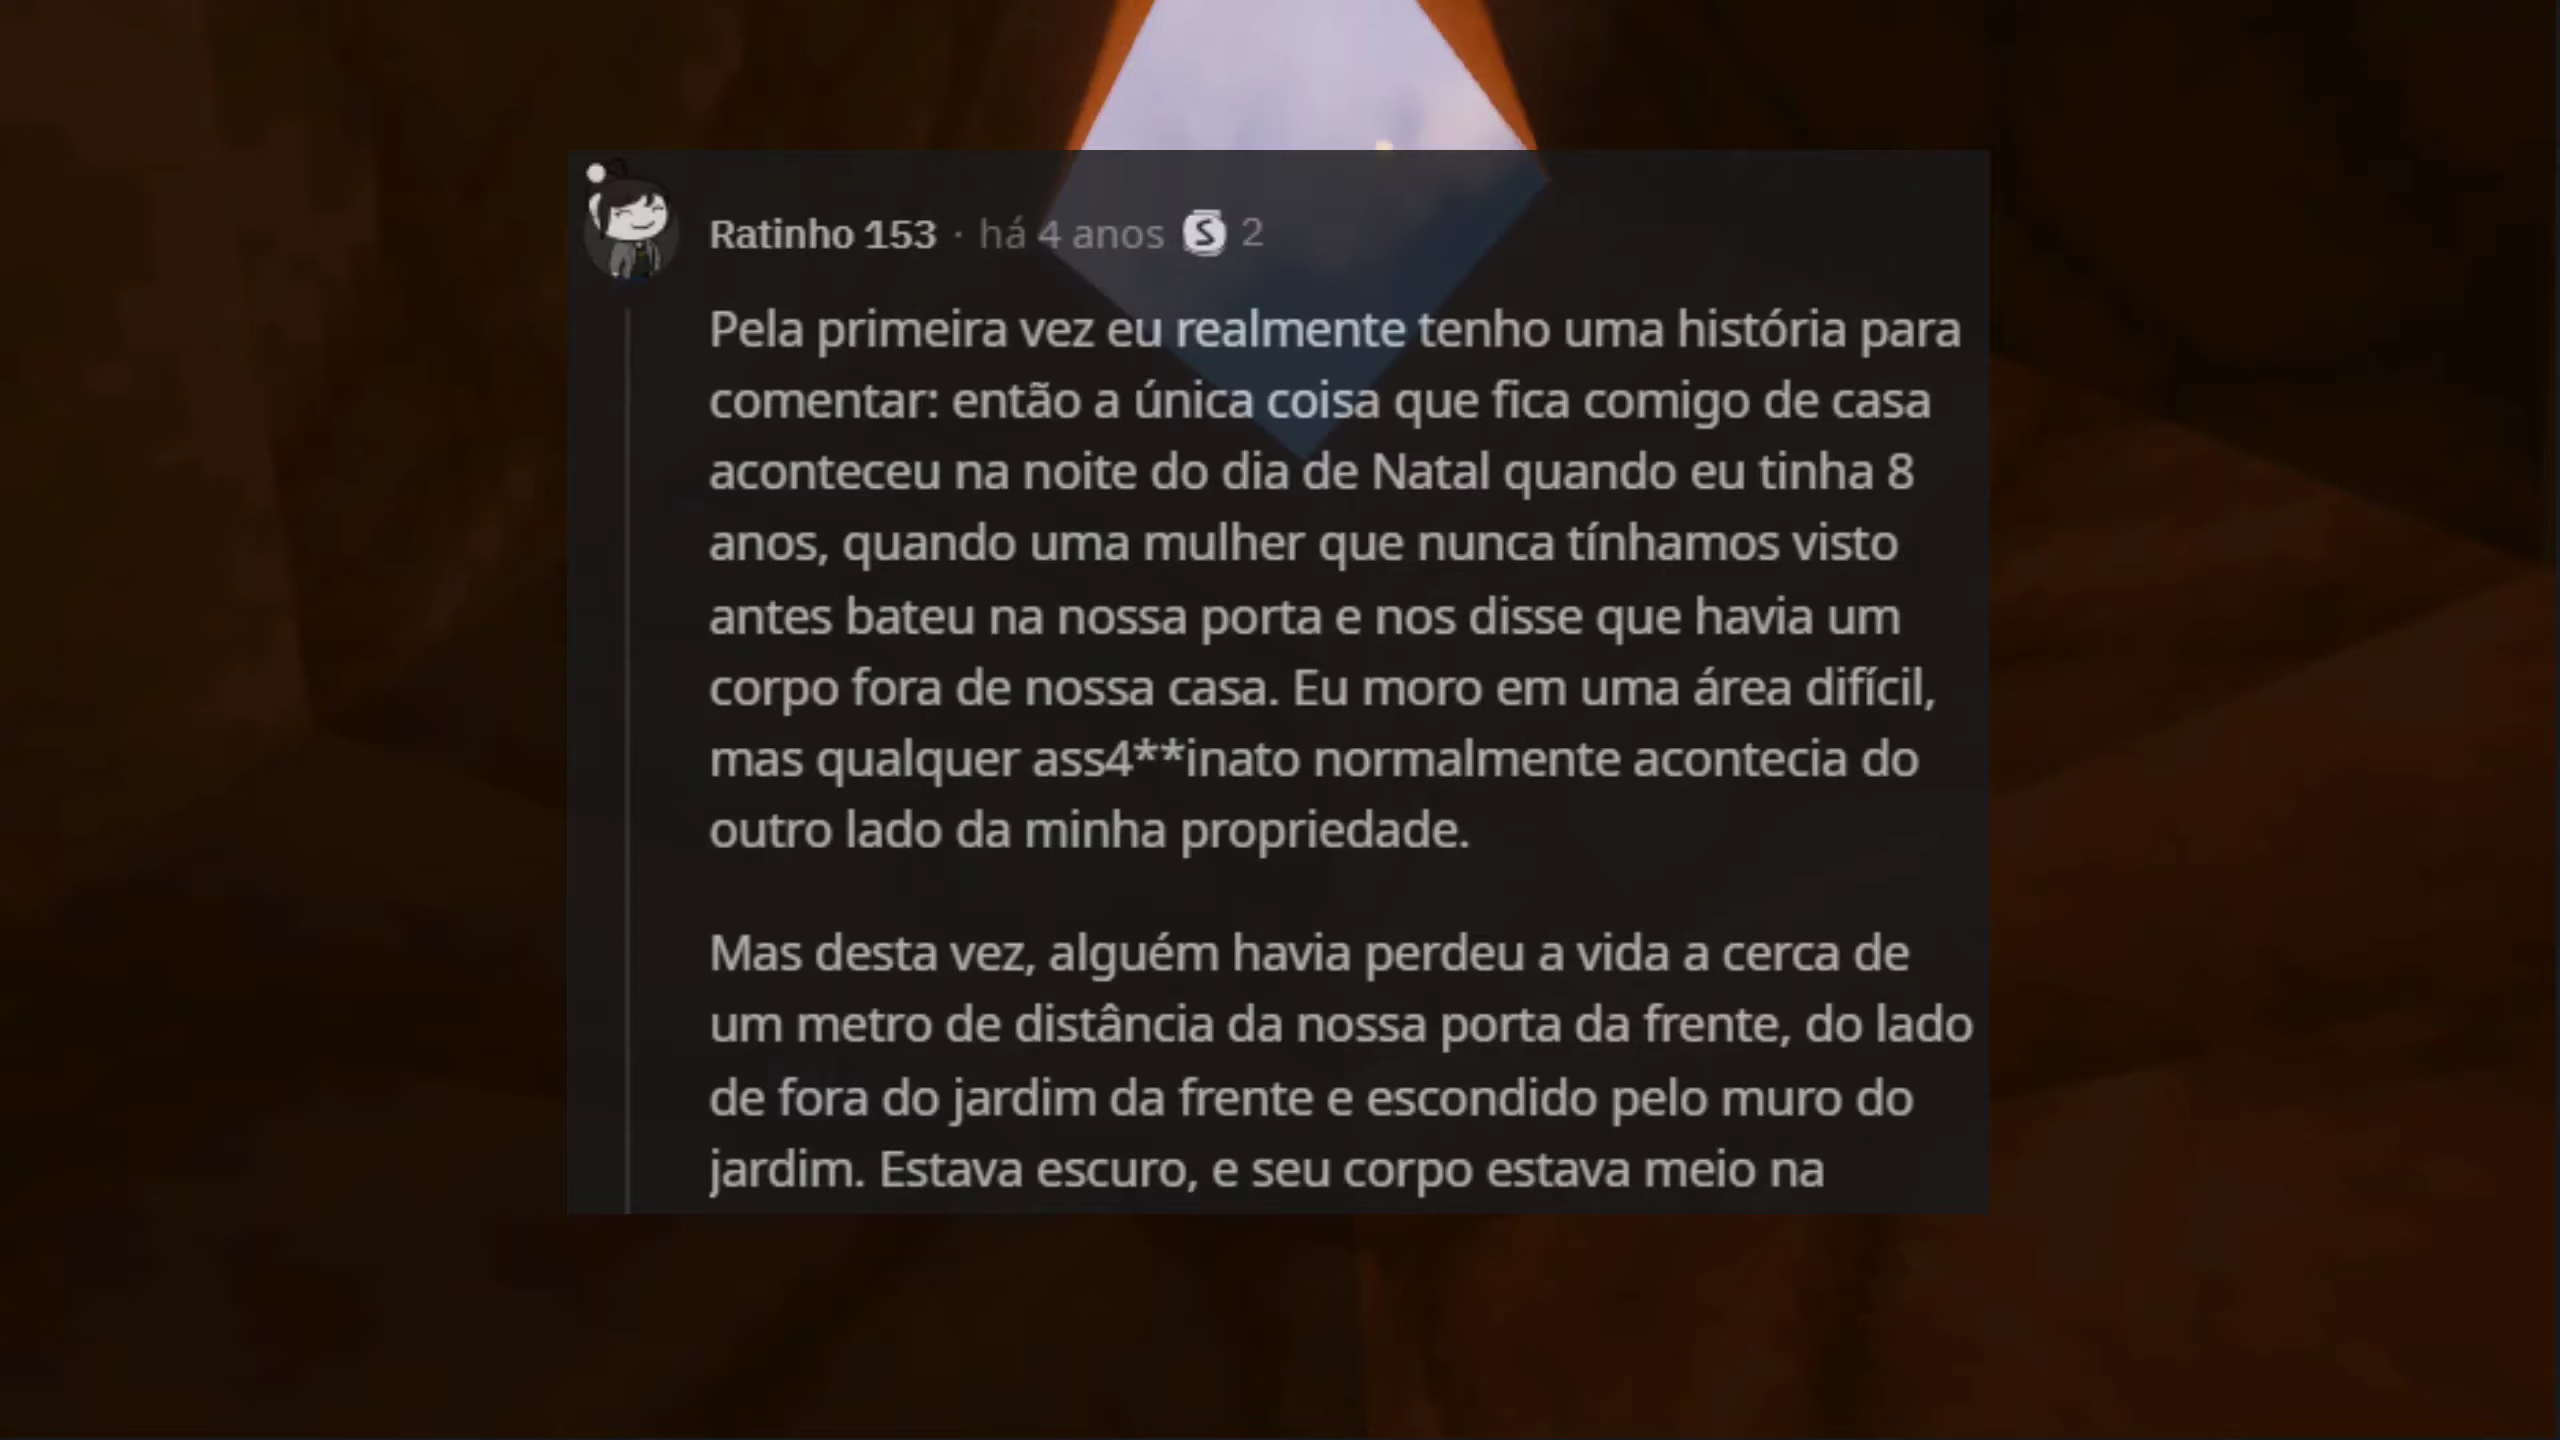 Ratinho 153 · há 4 anos S 2
Pela primeira vez eu realmente tenho uma história para
comentar: então a única coisa que fica comigo de casa
aconteceu na noite do dia de Natal quando eu tinha 8
anos, quando uma mulher que nunca tínhamos visto
antes bateu na nossa porta e nos disse que havia um
corpo fora de nossa casa. Eu moro em uma área difícil,
mas qualquer ass4**inato normalmente acontecia do
outro lado da minha propriedade.
Mas desta vez, alguém havia perdeu a vida a cerca de
um metro de distância da nossa porta da frente, do lado
de fora do jardim da frente e escondido pelo muro do
jardim. Estava escuro, e seu corpo estava meio na